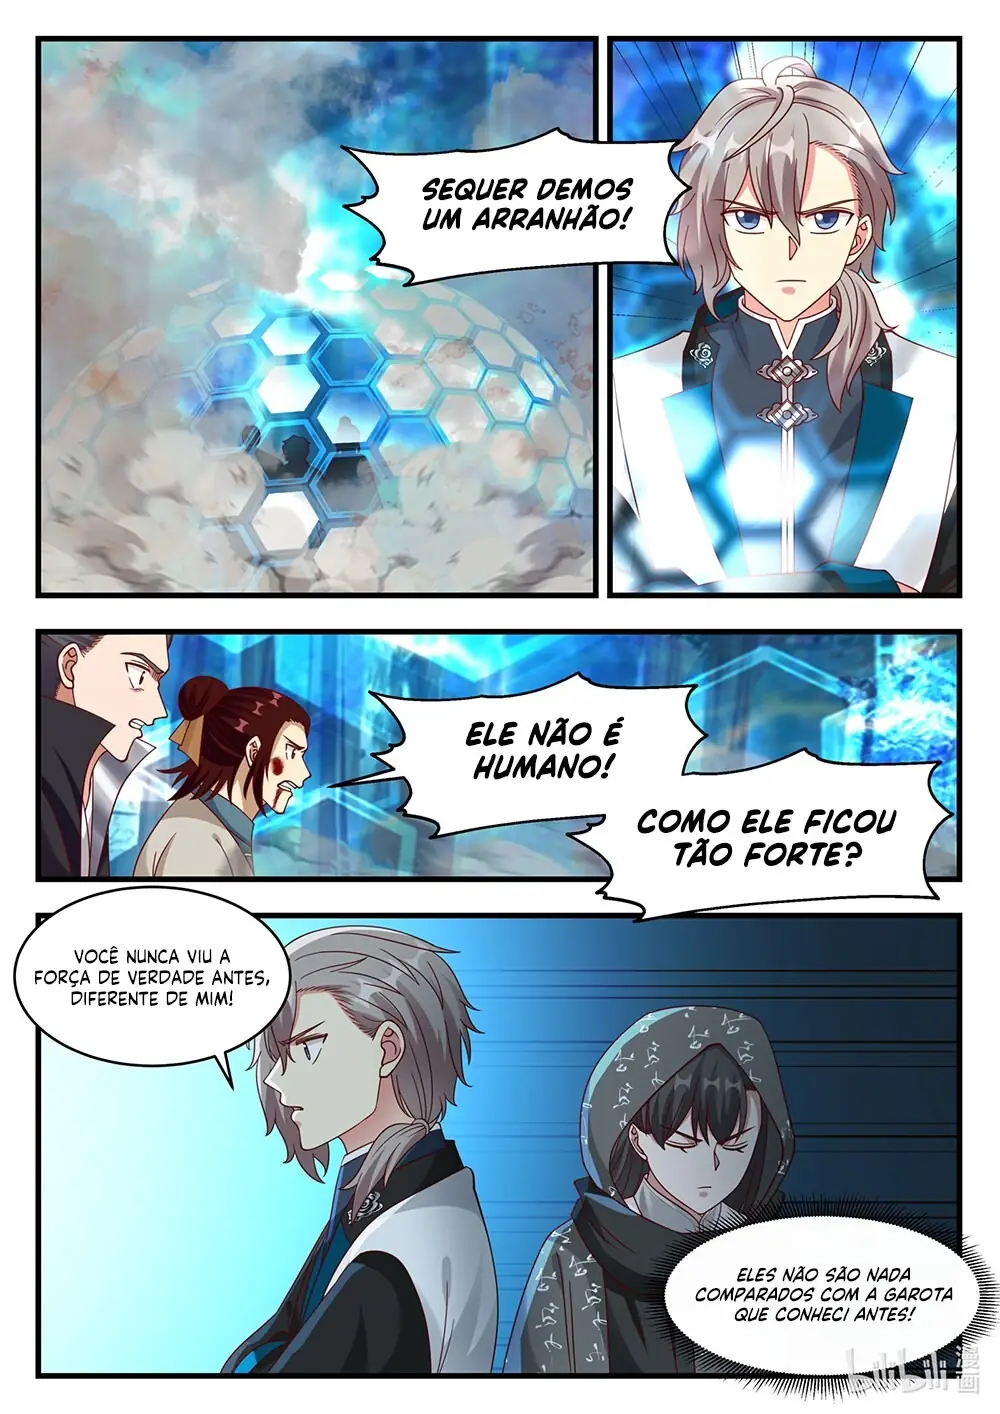 SEQUER DEMOS
UM ARRANHÃO!
ELE NÃO É
HUMANO!
COMO ELE FICOU
TÃO FORTE?
VOCÊ NUNCA VIU A
FORÇA DE VERDADE ANTES,
DIFERENTE DE MIM!
ELES NÃO SÃO NADA
COMPARADOS COM A GAROTA
QUE CONHECI ANTES!
bilibili 漫画